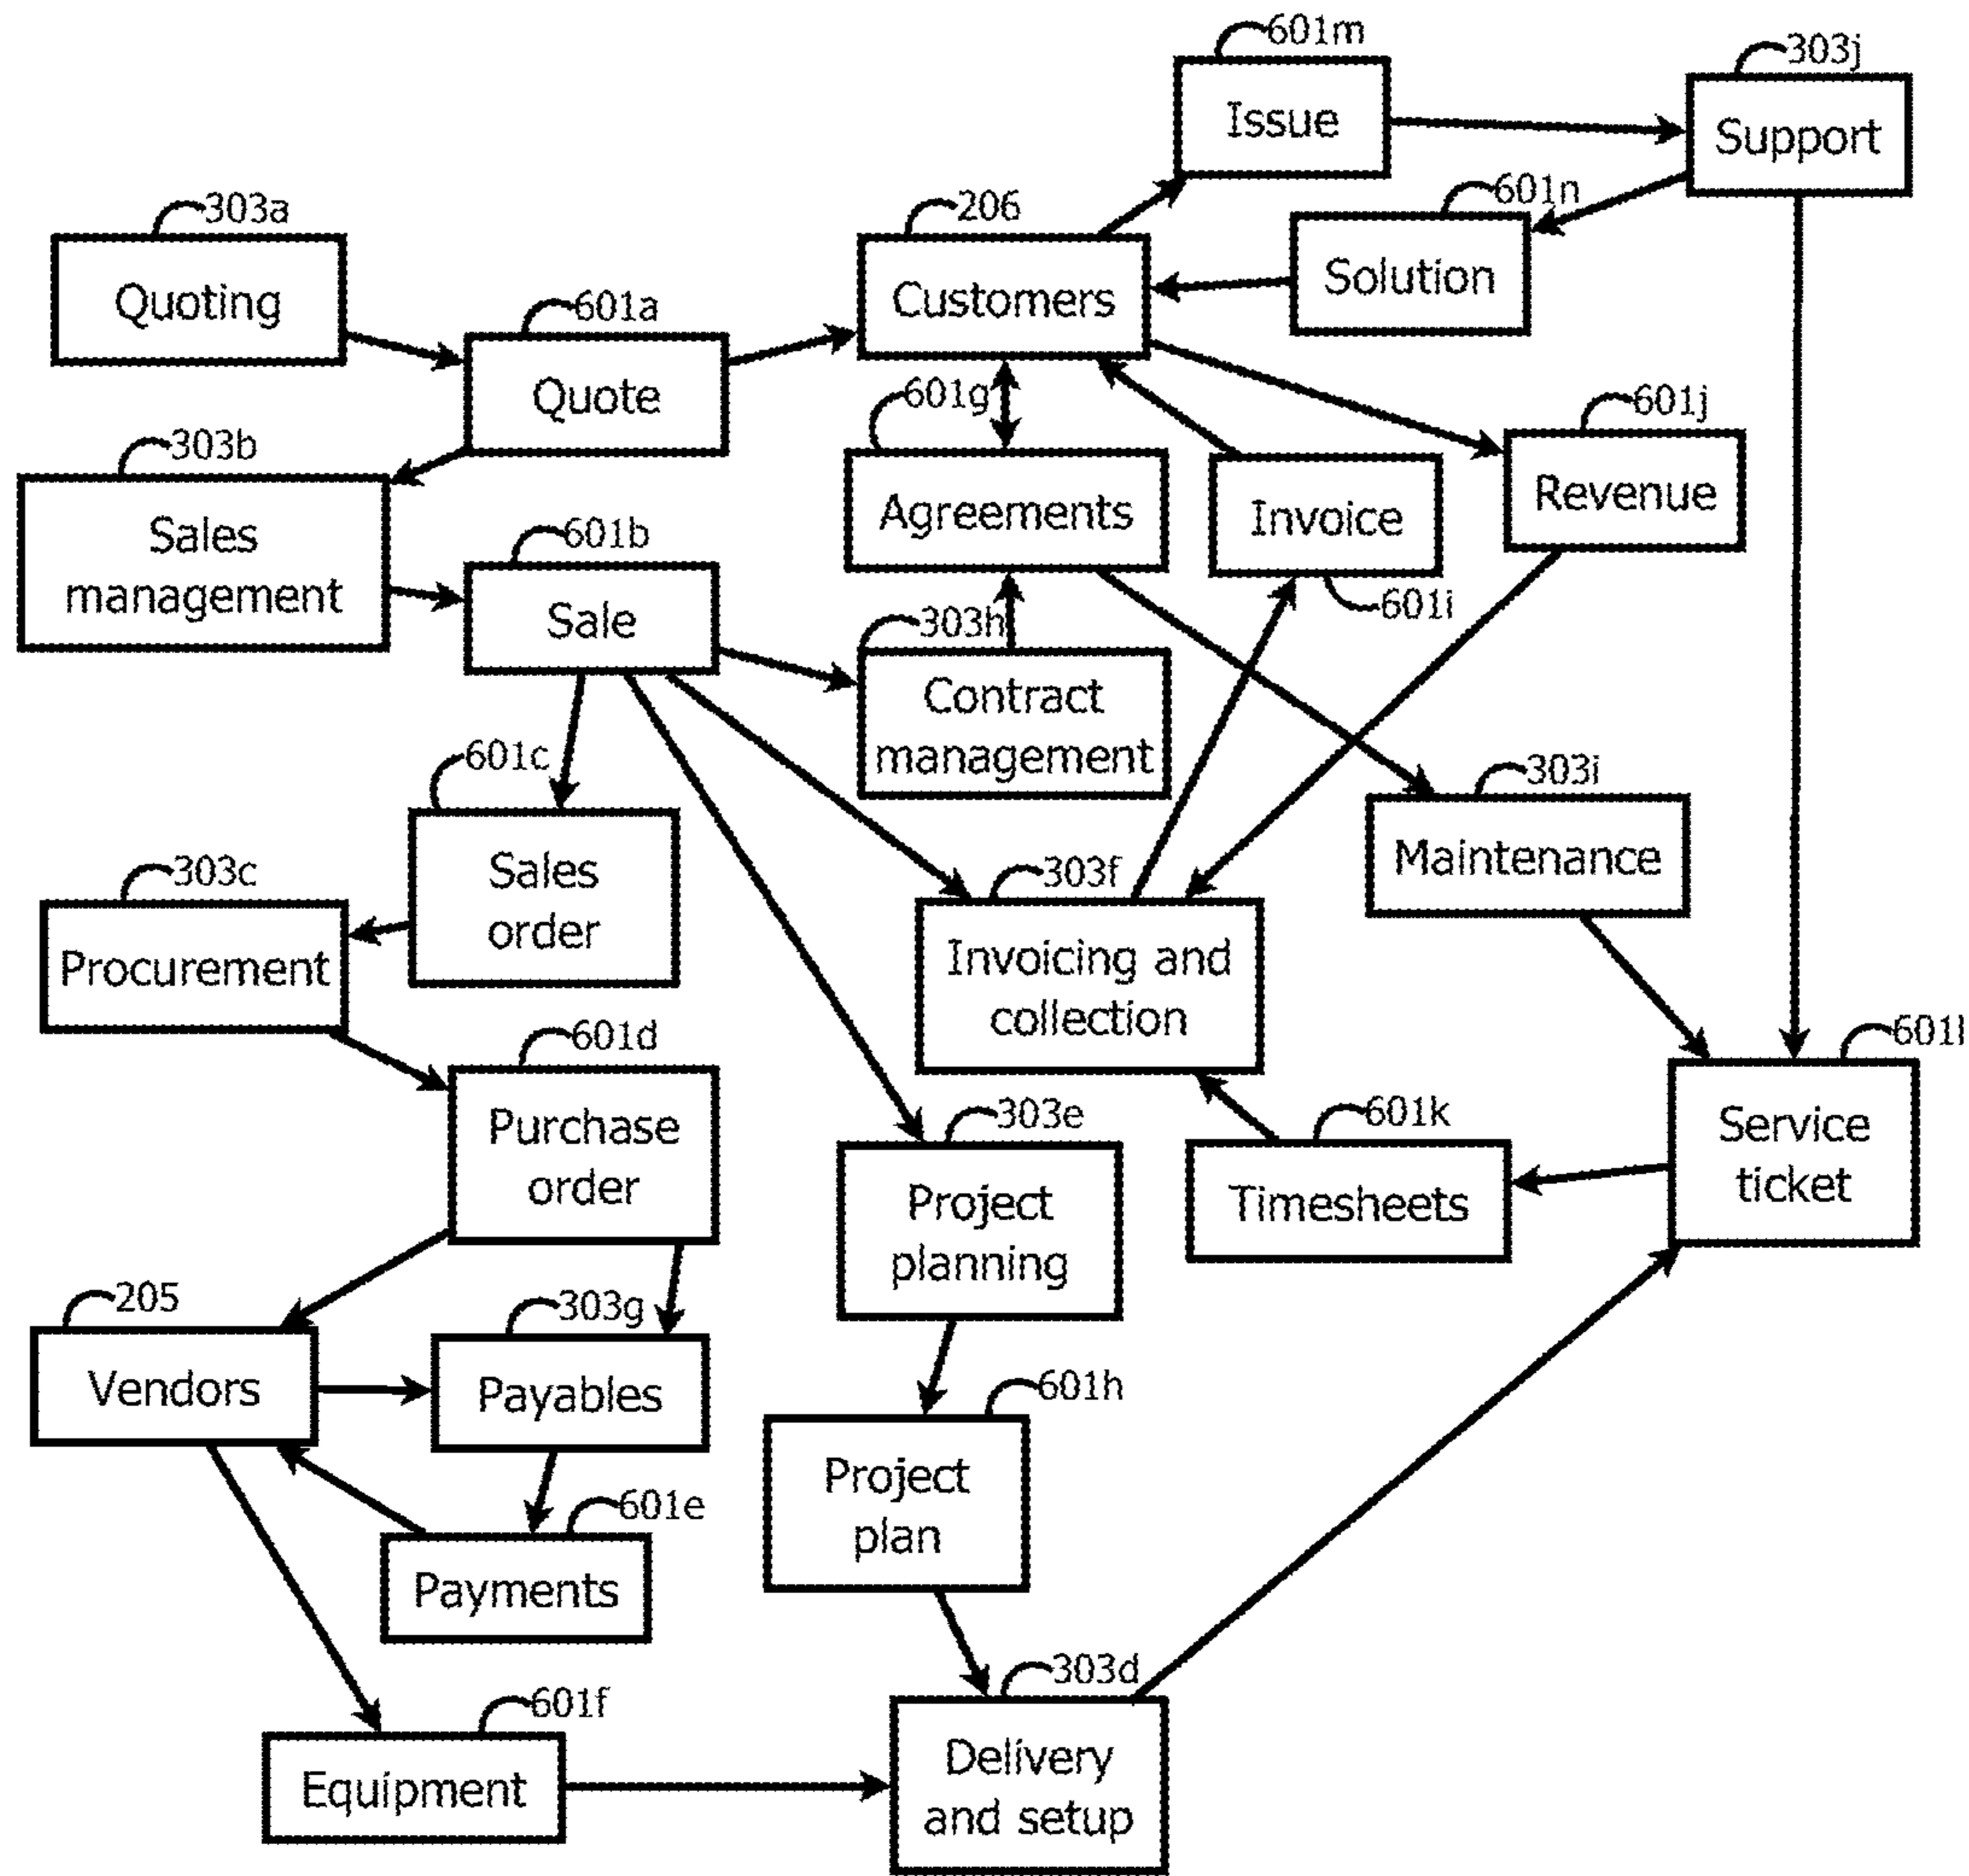 601m
Issue
303j
Support
303a
Quoting
206
Customers
601n
Solution
601a
Quote
303b
Sales
management
601g
Agreements
Invoice
601i
601j
Revenue
601b
Sale
303h
Contract
management
601c
Sales
order
303i
Maintenance
303c
Procurement
303f
Invoicing and
collection
601d
Purchase
order
303e
Project
planning
601k
Timesheets
601l
Service
ticket
205
Vendors
303g
Payables
601h
Project
plan
601e
Payments
601f
Equipment
303d
Delivery
and setup